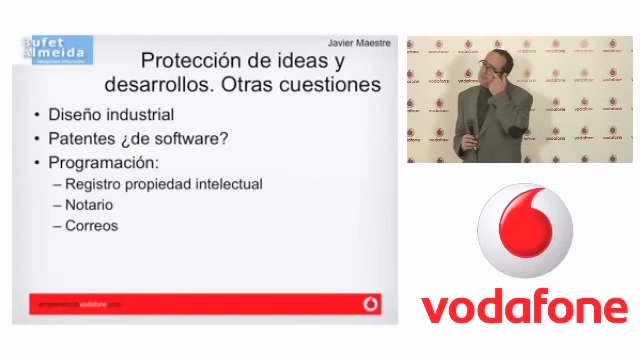 Bufet
Almeida
Javier Maestre
Protección de ideas y
desarrollos. Otras cuestiones
• Diseño industrial
• Patentes ¿de software?
• Programación:
– Registro propiedad intelectual
– Notario
– Correos
vodafone